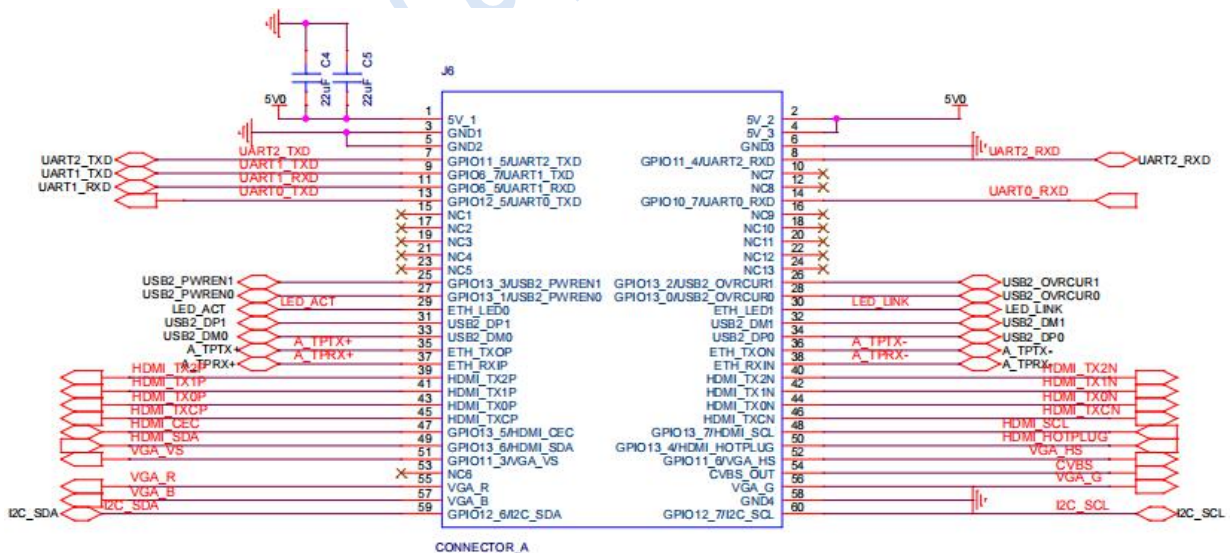 C4
C5
22uF
22uF
J6
5V0
5V0
1 5V_1 5V_2 2
3 GND1 5V_3 4
5 GND2 GND3 6
UART2_TXD UART2_TXD 7 GPIO11_5/UART2_TXD GPIO11_4/UART2_RXD 8 UART2_RXD UART2_RXD
UART1_TXD UART1_TXD 9 GPIO6_7/UART1_TXD NC7 10
UART1_RXD UART1_RXD 11 GPIO6_5/UART1_RXD NC8 12
UART0_TXD 13 GPIO12_5/UART0_TXD GPIO10_7/UART0_RXD 14 UART0_RXD
15 NC1 NC9 16
17 NC2 NC10 18
19 NC3 NC11 20
21 NC4 NC12 22
23 NC5 NC13 24
USB2_PWREN1 25 GPIO13_3/USB2_PWREN1 GPIO13_2/USB2_OVRCUR1 26 USB2_OVRCUR1
USB2_PWREN0 27 GPIO13_1/USB2_PWREN0 GPIO13_0/USB2_OVRCUR0 28 USB2_OVRCUR0
LED_ACT LED_ACT 29 ETH_LED0 ETH_LED1 30 LED_LINK LED_LINK
USB2_DP1 31 USB2_DP1 USB2_DM1 32 USB2_DM1
USB2_DM0 33 USB2_DM0 USB2_DP0 34 USB2_DP0
A_TPTX+ A_TPTX+ 35 ETH_TXOP ETH_TXON 36 A_TPTX- A_TPTX-
A_TPRX+ A_TPRX+ 37 ETH_RXIP ETH_RXIN 38 A_TPRX- A_TPRX-
HDMI_TX2P 39 HDMI_TX2P HDMI_TX2N 40 HDMI_TX2N
HDMI_TX1P 41 HDMI_TX1P HDMI_TX1N 42 HDMI_TX1N
HDMI_TX0P 43 HDMI_TX0P HDMI_TX0N 44 HDMI_TX0N
HDMI_TXCP 45 HDMI_TXCP HDMI_TXCN 46 HDMI_TXCN
HDMI_CEC 47 GPIO13_5/HDMI_CEC GPIO13_7/HDMI_SCL 48 HDMI_SCL
HDMI_SDA 49 GPIO13_6/HDMI_SDA GPIO13_4/HDMI_HOTPLUG 50 HDMI_HOTPLUG
VGA_VS 51 GPIO11_3/VGA_VS GPIO11_6/VGA_HS 52 VGA_HS
53 NC6 CVBS_OUT 54 CVBS
VGA_R 55 VGA_R VGA_G 56 VGA_G
VGA_B 57 VGA_B GND4 58
I2C_SDA I2C_SDA 59 GPIO12_6/I2C_SDA GPIO12_7/I2C_SCL 60 I2C_SCL I2C_SCL
CONNECTOR_A